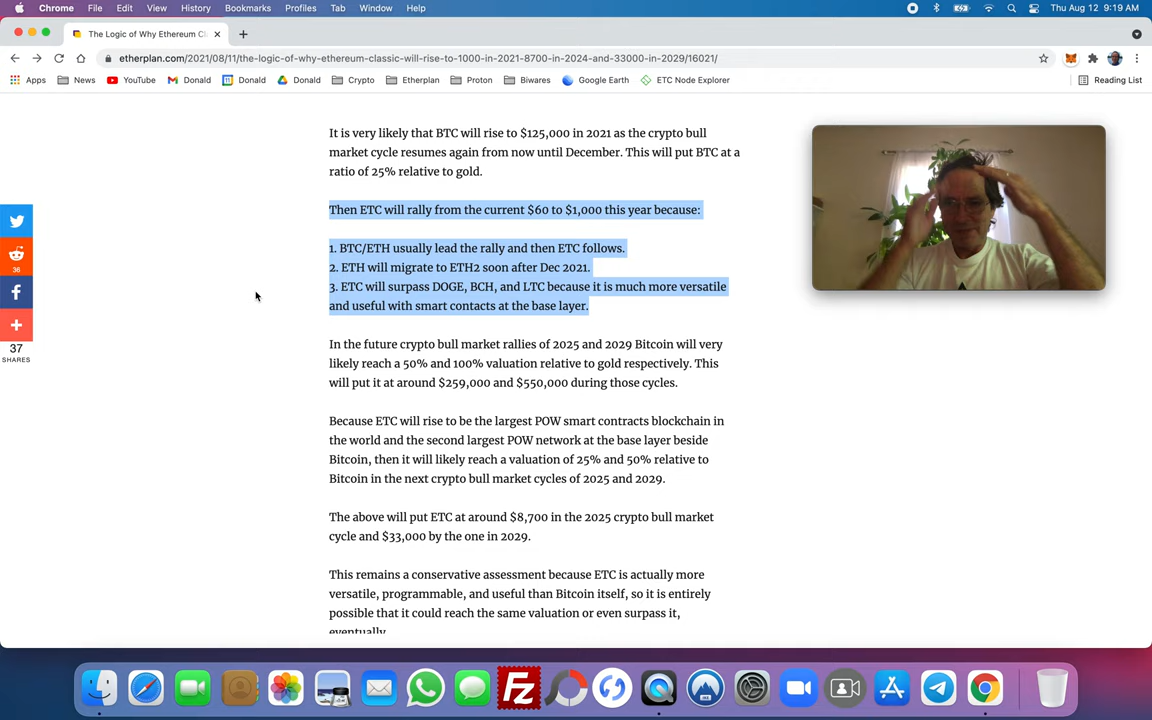 Chrome File Edit View History Bookmarks Profiles Tab Window Help Thu Aug 12 9:19 AM
The Logic of Why Ethereum Cl
etherplan.com/2021/08/11/the-logic-of-why-ethereum-classic-will-rise-to-1000-in-2021-8700-in-2024-and-33000-in-2029/16021/
Apps News YouTube Donald Donald Donald Crypto Etherplan Proton Biwares Google Earth ETC Node Explorer Reading List
It is very likely that BTC will rise to $125,000 in 2021 as the crypto bull
market cycle resumes again from now until December. This will put BTC at a
ratio of 25% relative to gold.
Then ETC will rally from the current $60 to $1,000 this year because:
1. BTC/ETH usually lead the rally and then ETC follows.
2. ETH will migrate to ETH2 soon after Dec 2021.
3. ETC will surpass DOGE, BCH, and LTC because it is much more versatile
and useful with smart contacts at the base layer.
36
37
SHARES
In the future crypto bull market rallies of 2025 and 2029 Bitcoin will very
likely reach a 50% and 100% valuation relative to gold respectively. This
will put it at around $259,000 and $550,000 during those cycles.
Because ETC will rise to be the largest POW smart contracts blockchain in
the world and the second largest POW network at the base layer beside
Bitcoin, then it will likely reach a valuation of 25% and 50% relative to
Bitcoin in the next crypto bull market cycles of 2025 and 2029.
The above will put ETC at around $8,700 in the 2025 crypto bull market
cycle and $33,000 by the one in 2029.
This remains a conservative assessment because ETC is actually more
versatile, programmable, and useful than Bitcoin itself, so it is entirely
possible that it could reach the same valuation or even surpass it,
eventually.
FZ